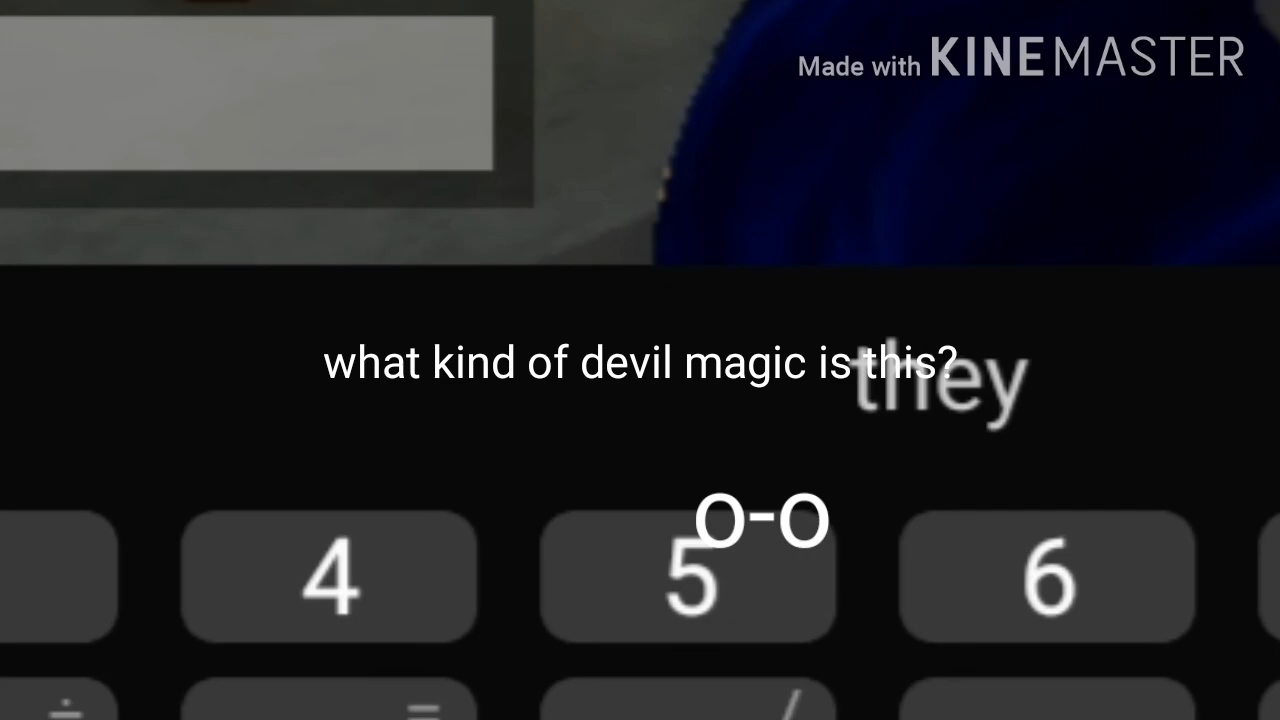 Made with KINEMASTER
what kind of devil magic is this?
they
o-o
4 5 6
÷ = /